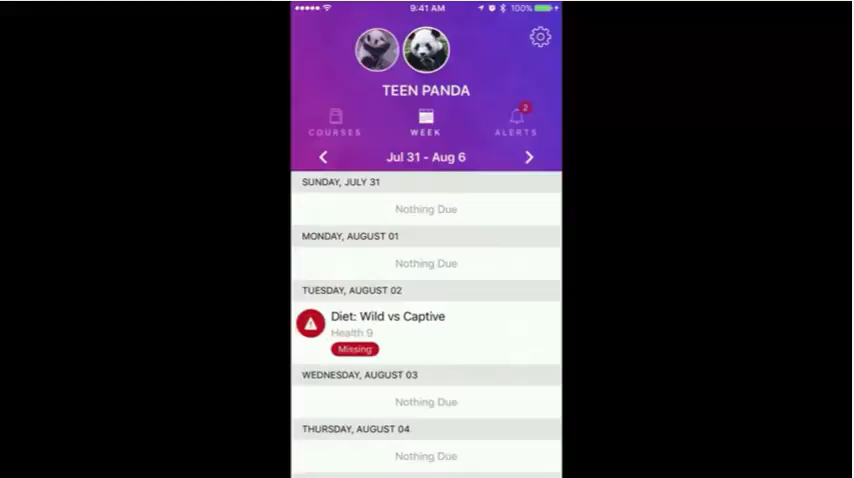 9:41 AM
100%
TEEN PANDA
2
COURSES
WEEK
ALERTS
Jul 31 - Aug 6
SUNDAY, JULY 31
Nothing Due
MONDAY, AUGUST 01
Nothing Due
TUESDAY, AUGUST 02
Diet: Wild vs Captive
Health 9
Missing
WEDNESDAY, AUGUST 03
Nothing Due
THURSDAY, AUGUST 04
Nothing Due